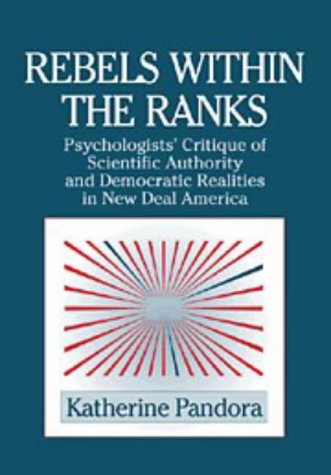 REBELS WITHIN
THE RANKS
Psychologists' Critique of
Scientific Authority
and Democratic Realities
in New Deal America
Katherine Pandora